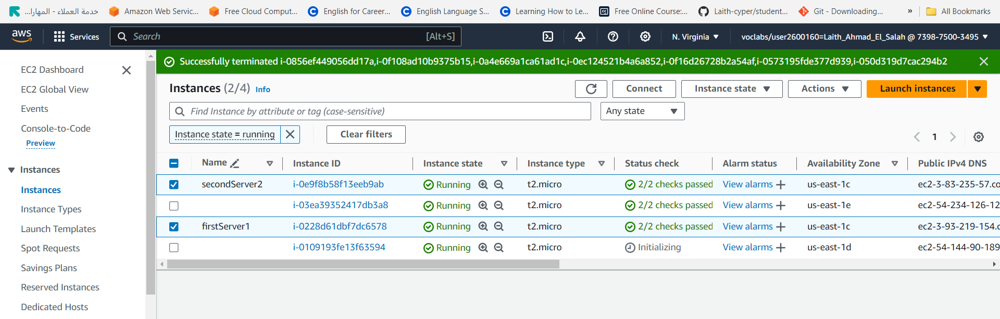 خدمة العملاء - المهارا...
Amazon Web Servic...
Free Cloud Comput...
English for Career...
English Language S...
Learning How to Le...
Free Online Course:...
Laith-cyper/student...
Git - Downloading...
»
All Bookmarks
aws
Services
Search
[Alt+S]
N. Virginia
voclabs/user2600160=Laith_Ahmad_El_Salah @ 7398-7500-3495
EC2 Dashboard
EC2 Global View
Events
Console-to-Code
Preview
Instances
Instances
Instance Types
Launch Templates
Spot Requests
Savings Plans
Reserved Instances
Dedicated Hosts
Successfully terminated i-0856ef449056dd17a,i-0f108ad10b9375b15,i-0a4e669a1ca61ad1c,i-0ec124521b4a6a852,i-0f16d26728b2a54af,i-0573195fde377d939,i-050d319d7cac294b2
Instances (2/4) Info
Connect
Instance state
Actions
Launch instances
Find Instance by attribute or tag (case-sensitive)
Any state
Instance state = running
Clear filters
1
Name Instance ID Instance state Instance type Status check Alarm status Availability Zone Public IPv4 DNS
secondServer2 i-0e9f8b58f13eeb9ab Running t2.micro 2/2 checks passed View alarms us-east-1c ec2-3-83-235-57.co
i-03ea39352417db3a8 Running t2.micro 2/2 checks passed View alarms us-east-1e ec2-54-234-126-12
firstServer1 i-0228d61dbf7dc6578 Running t2.micro 2/2 checks passed View alarms us-east-1c ec2-3-93-219-154.c
i-0109193fe13f63594 Running t2.micro Initializing View alarms us-east-1d ec2-54-144-90-189